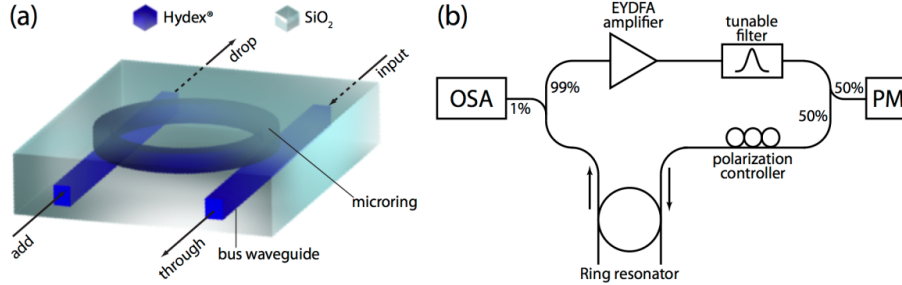 (a)
Hydex®
SiO₂
drop
input
microring
add
through
bus waveguide
(b)
EYDFA
amplifier
tunable
filter
OSA
1%
99%
50%
50%
PM
polarization
controller
Ring resonator